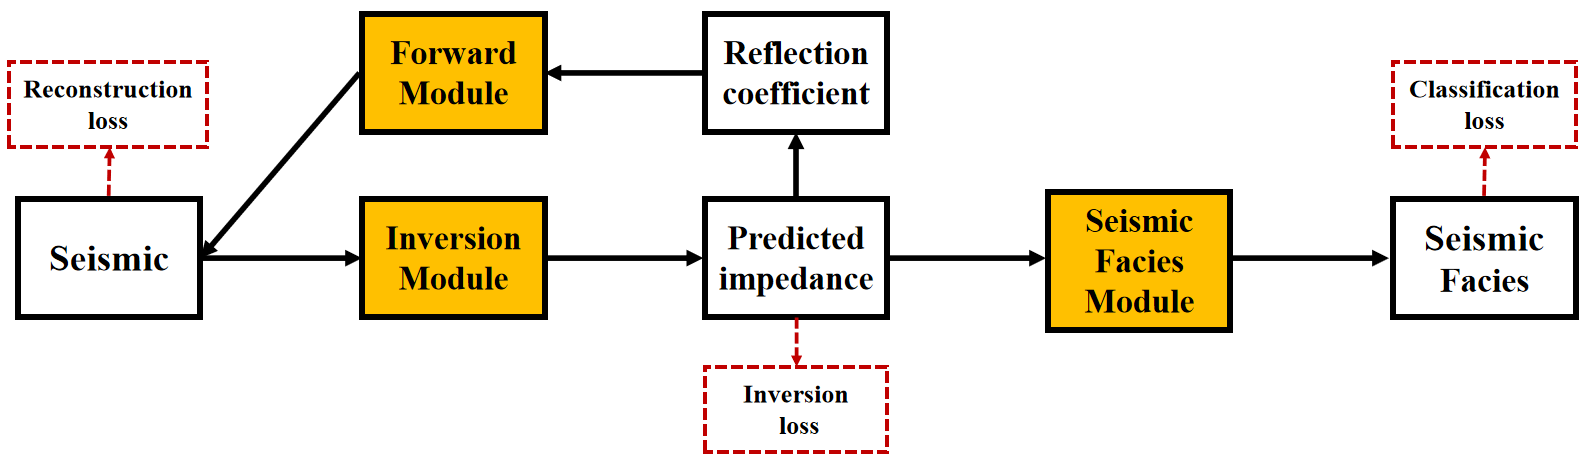 Forward
Module
Reflection
coefficient
Reconstruction
loss
Classification
loss
Seismic
Inversion
Module
Predicted
impedance
Seismic
Facies
Module
Seismic
Facies
Inversion
loss